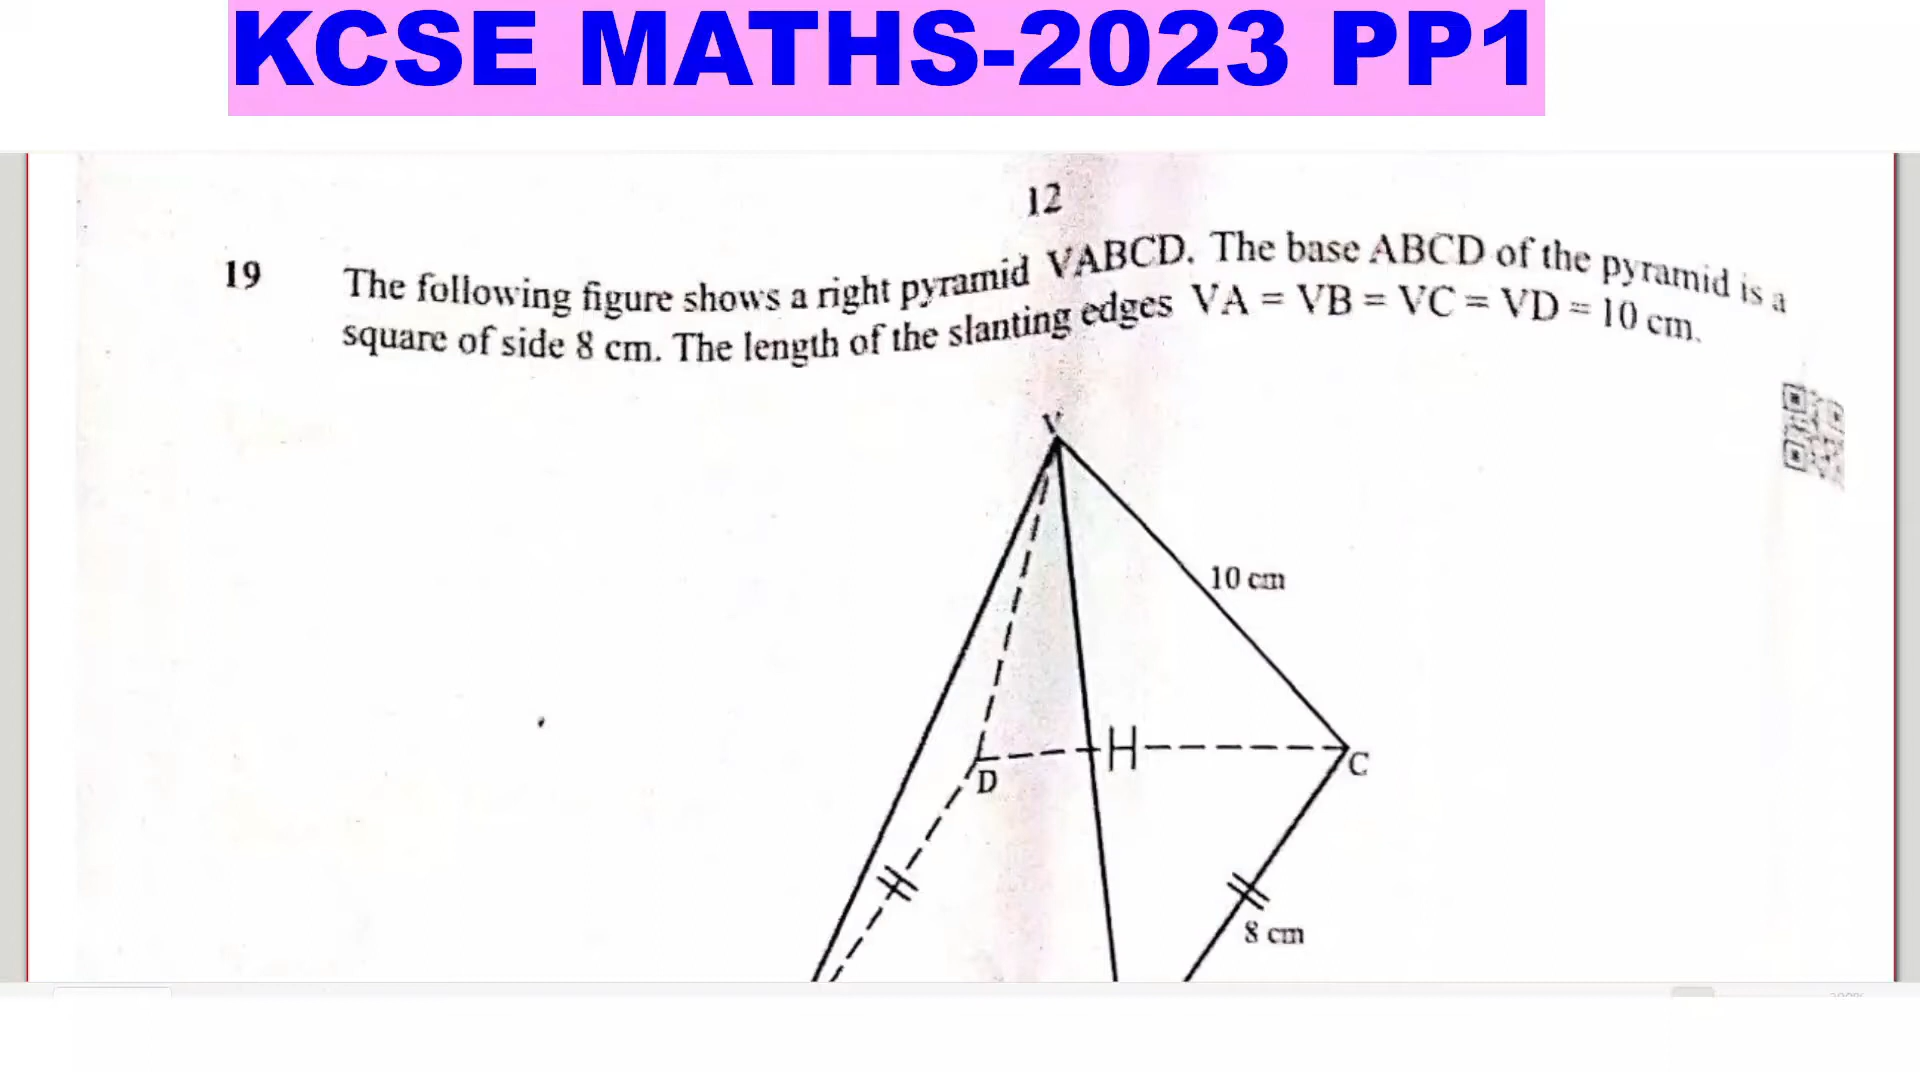 KCSE MATHS-2023 PP1
12
19 The following figure shows a right pyramid VABCD. The base ABCD of the pyramid is a
square of side 8 cm. The length of the slanting edges VA = VB = VC = VD = 10 cm.
V
10 cm
D
C
8 cm